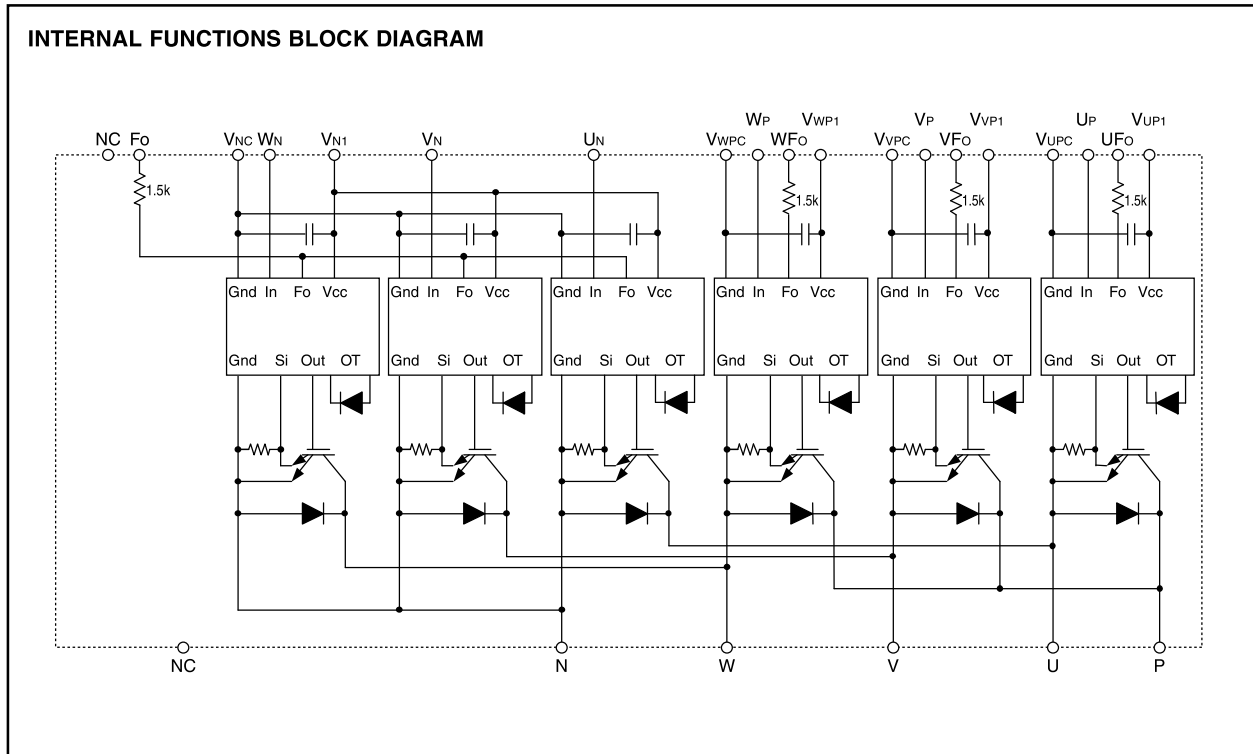 INTERNAL FUNCTIONS BLOCK DIAGRAM
WP VWP1 VP VVP1 UP VUP1
NC FO VNC WN VN1 VN UN VWPC WFO VVPC VFO VUPC UFO
1.5k 1.5k 1.5k 1.5k
Gnd In Fo Vcc Gnd In Fo Vcc Gnd In Fo Vcc Gnd In Fo Vcc Gnd In Fo Vcc Gnd In Fo Vcc
Gnd Si Out OT Gnd Si Out OT Gnd Si Out OT Gnd Si Out OT Gnd Si Out OT Gnd Si Out OT
NC N W V U P